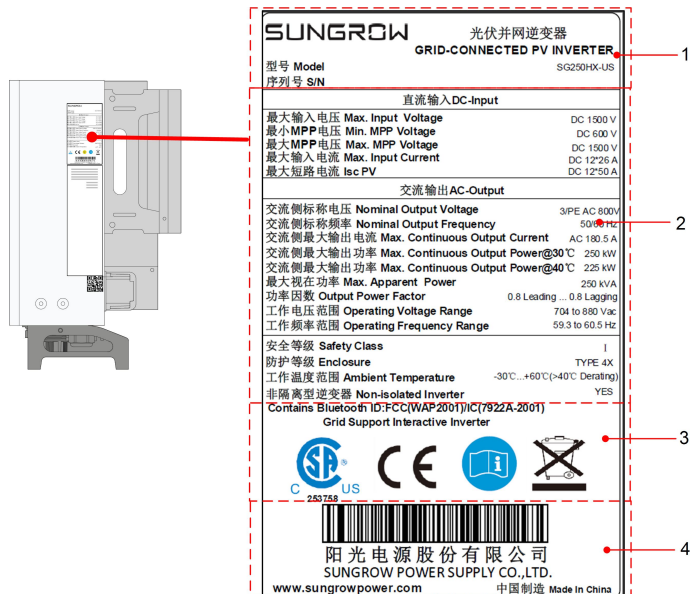 SUNGROW
光伏并网逆变器
GRID-CONNECTED PV INVERTER
型号 Model SG250HX-US
序列号 S/N
直流输入DC-Input
最大输入电压 Max. Input Voltage DC 1500 V
最小MPP电压 Min. MPP Voltage DC 600 V
最大MPP电压 Max. MPP Voltage DC 1500 V
最大输入电流 Max. Input Current DC 12*26 A
最大短路电流 Isc PV DC 12*50 A
交流输出AC-Output
交流侧标称电压 Nominal Output Voltage 3/PE AC 800V
交流侧标称频率 Nominal Output Frequency 50/60 Hz
交流侧最大输出电流 Max. Continuous Output Current AC 180.5 A
交流侧最大输出功率 Max. Continuous Output Power@30℃ 250 kW
交流侧最大输出功率 Max. Continuous Output Power@40℃ 225 kW
最大视在功率 Max. Apparent Power 250 kVA
功率因数 Output Power Factor 0.8 Leading ... 0.8 Lagging
工作电压范围 Operating Voltage Range 704 to 880 Vac
工作频率范围 Operating Frequency Range 59.3 to 60.5 Hz
安全等级 Safety Class I
防护等级 Enclosure TYPE 4X
工作温度范围 Ambient Temperature -30℃...+60℃(>40℃ Derating)
非隔离型逆变器 Non-isolated Inverter YES
Contains Bluetooth ID:FCC(WAP2001)/IC(7922A-2001)
Grid Support Interactive Inverter
SA ®
C US
253758
CE
i
阳光电源股份有限公司
SUNGROW POWER SUPPLY CO.,LTD.
www.sungrowpower.com 中国制造 Made In China
1
2
3
4